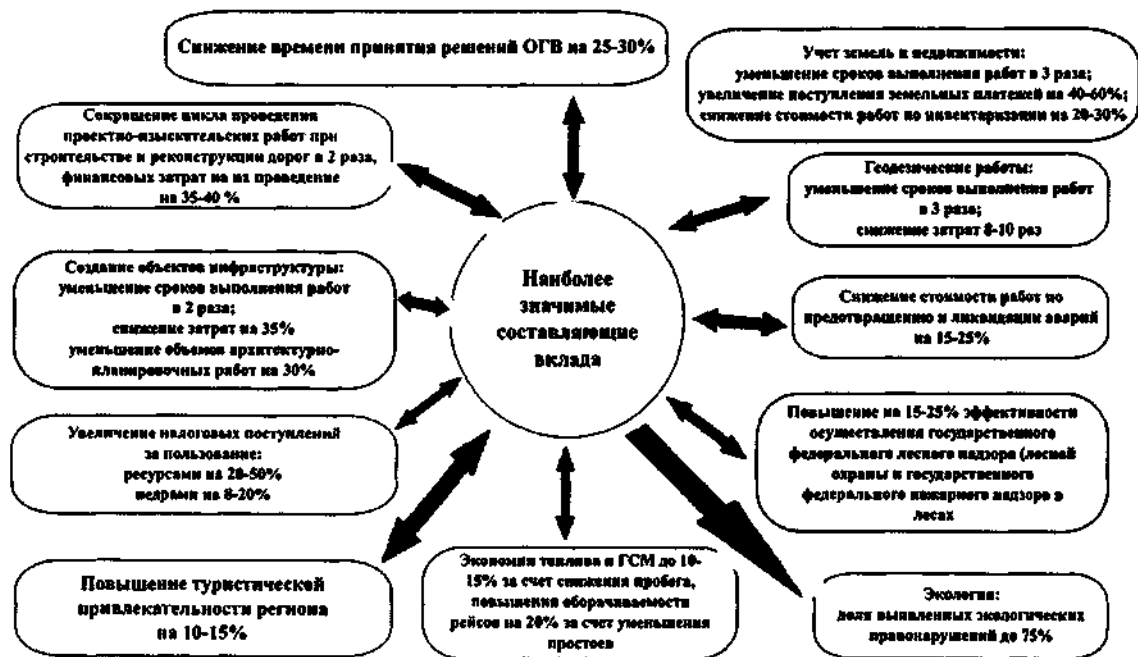 Снижение времени принятия решений ОГВ на 25-30%
Учет земель и недвижимости:
уменьшение сроков выполнения работ в 3 раза;
увеличение поступления земельных платежей на 40-60%;
снижение стоимости работ по инвентаризации на 20-30%
Сокращение цикла проведения
проектно-изыскательских работ при
строительстве и реконструкции дорог в 2 раза,
финансовых затрат на их проведение
на 35-40 %
Геодезические работы:
уменьшение сроков выполнения работ
в 3 раза;
снижение затрат 8-10 раз
Создание объектов инфраструктуры:
уменьшение сроков выполнения работ
в 2 раза;
снижение затрат на 35%
уменьшение объемов архитектурно-
планировочных работ на 30%
Наиболее
значимые
составляющие
вклада
Снижение стоимости работ по
предотвращению и ликвидации аварий
на 15-25%
Увеличение налоговых поступлений
за пользование:
ресурсами на 20-50%
недрами на 8-20%
Повышение на 15-25% эффективности
осуществления государственного
федерального лесного надзора (лесной
охраны и государственного
федерального пожарного надзора в
лесах
Повышение туристической
привлекательности региона
на 10-15%
Экономия топлива и ГСМ до 10-
15% за счет снижения пробега,
повышения оборачиваемости
рейсов на 20% за счет уменьшения
простоев
Экология:
доля выявленных экологических
правонарушений до 75%